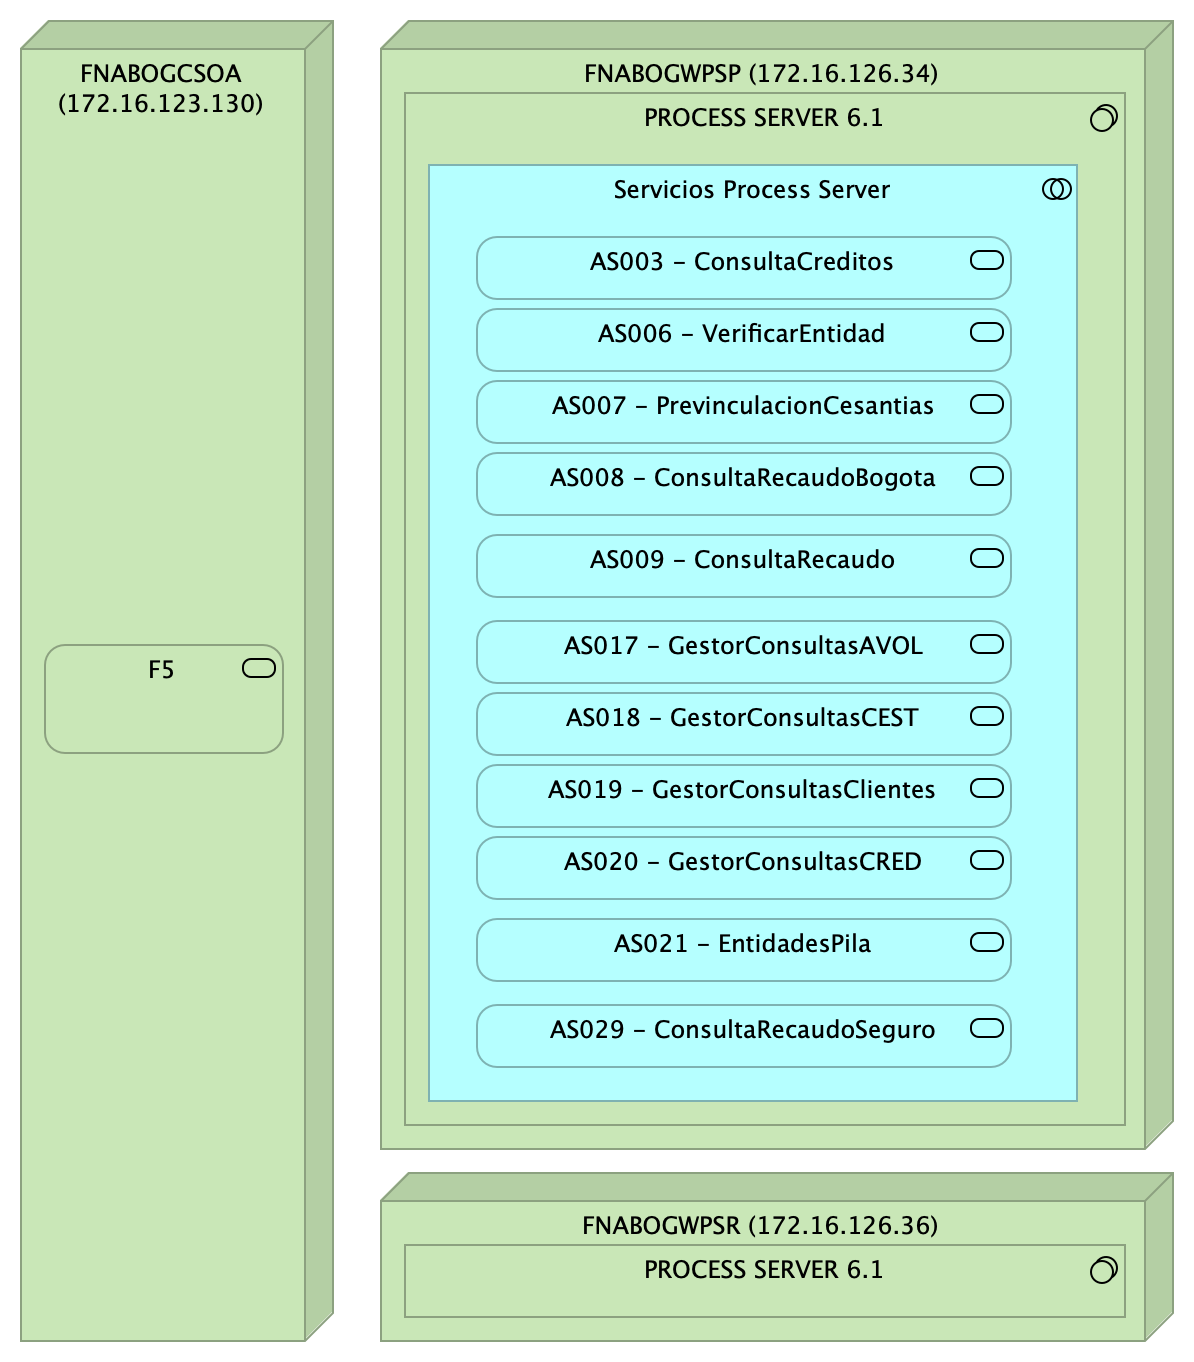 FNABOGCSOA
(172.16.123.130)
F5
FNABOGWPSP (172.16.126.34)
PROCESS SERVER 6.1
Servicios Process Server
AS003 - ConsultaCreditos
AS006 - VerificarEntidad
AS007 - PrevinculacionCesantias
AS008 - ConsultaRecaudoBogota
AS009 - ConsultaRecaudo
AS017 - GestorConsultasAVOL
AS018 - GestorConsultasCEST
AS019 - GestorConsultasClientes
AS020 - GestorConsultasCRED
AS021 - EntidadesPila
AS029 - ConsultaRecaudoSeguro
FNABOGWPSR (172.16.126.36)
PROCESS SERVER 6.1